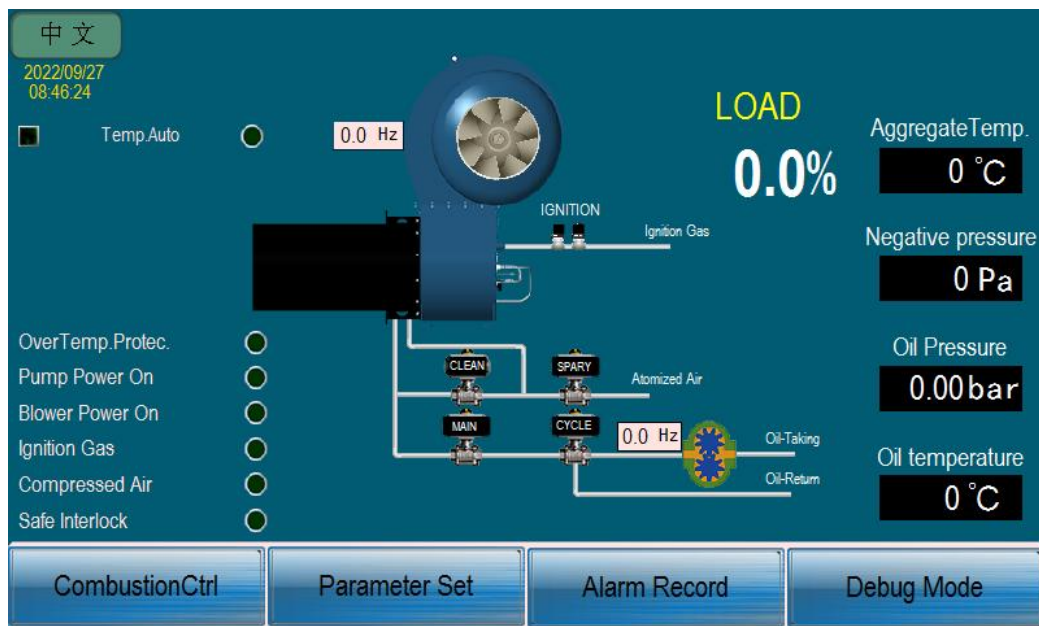 中文
2022/09/27
08:46:24
Temp.Auto
0.0 Hz
LOAD
0.0%
AggregateTemp.
0 °C
IGNITION
Ignition Gas
Negative pressure
0 Pa
OverTemp.Protec.
Pump Power On
Blower Power On
Ignition Gas
Compressed Air
Safe Interlock
CLEAN
SPARY
Atomized Air
MAIN
CYCLE
0.0 Hz
Oil-Taking
Oil-Return
Oil Pressure
0.00bar
Oil temperature
0 °C
CombustionCtrl
Parameter Set
Alarm Record
Debug Mode